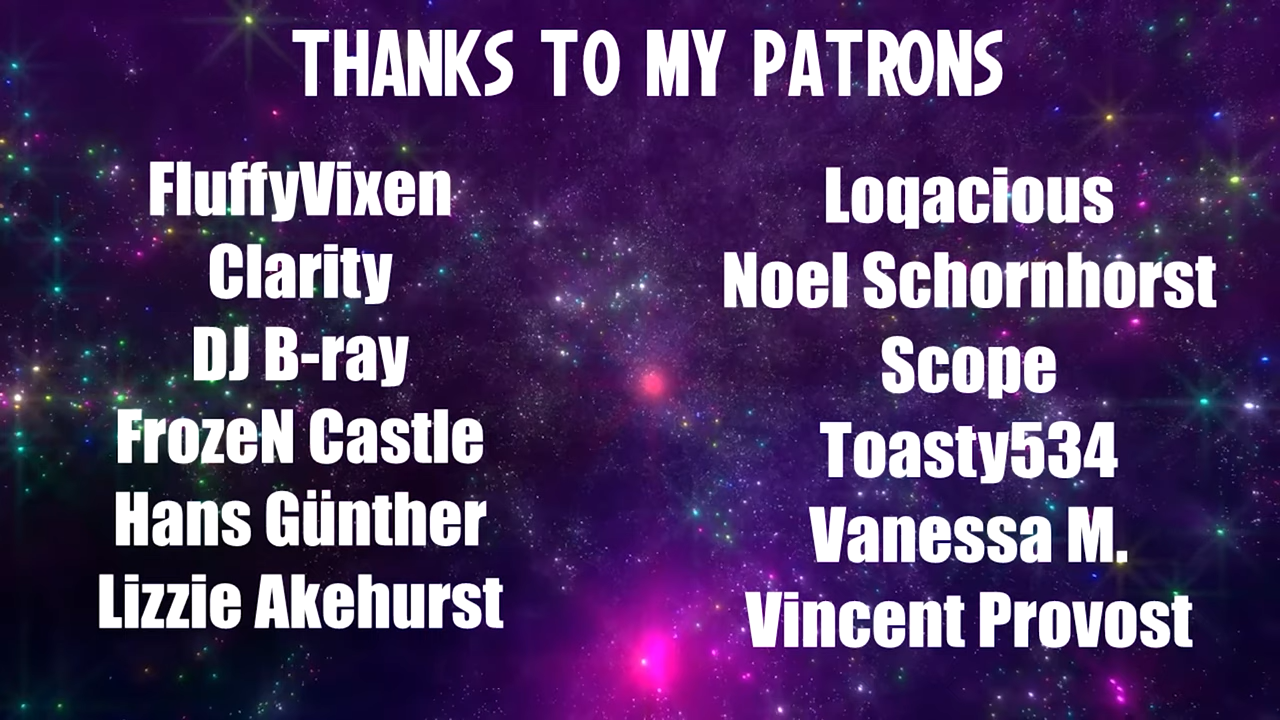 THANKS TO MY PATRONS
FluffyVixen
Clarity
DJ B-ray
FrozeN Castle
Hans Günther
Lizzie Akehurst
Loqacious
Noel Schornhorst
Scope
Toasty534
Vanessa M.
Vincent Provost